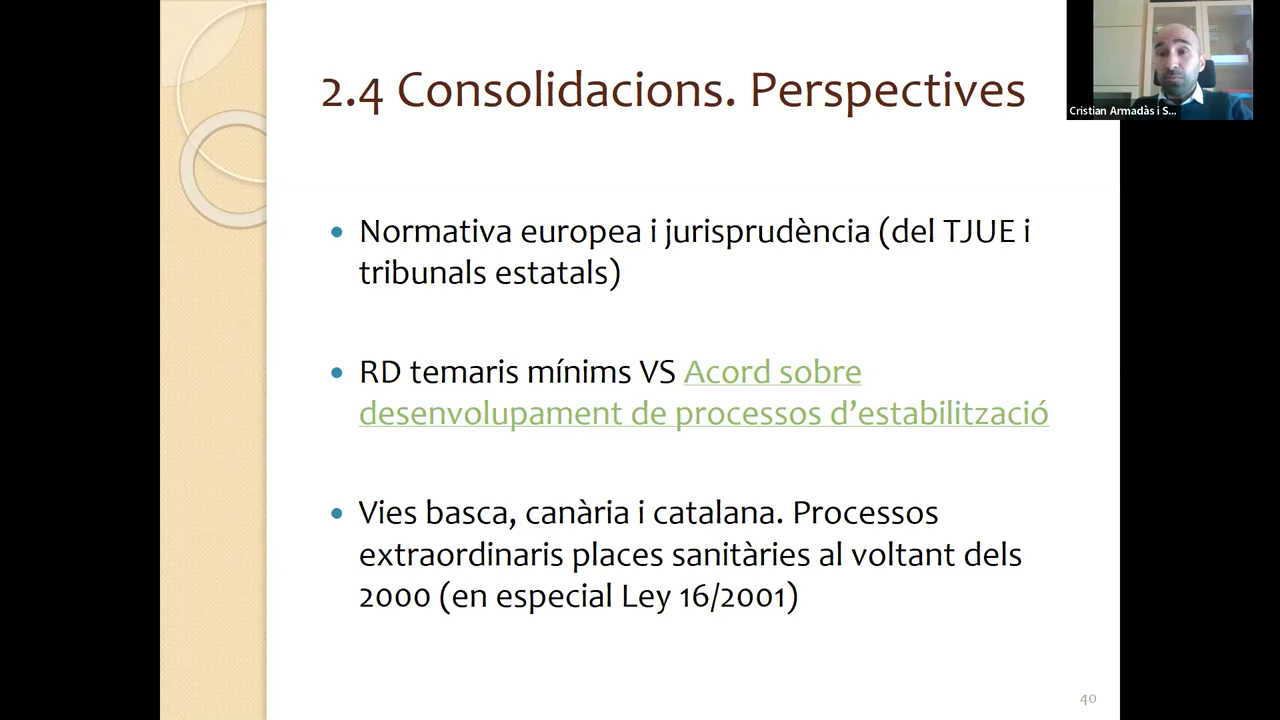 2.4 Consolidacions. Perspectives
Cristian Armadàs i S...
• Normativa europea i jurisprudència (del TJUE i
tribunals estatals)
• RD temaris mínims VS Acord sobre
desenvolupament de processos d’estabilització
• Vies basca, canària i catalana. Processos
extraordinaris places sanitàries al voltant dels
2000 (en especial Ley 16/2001)
40